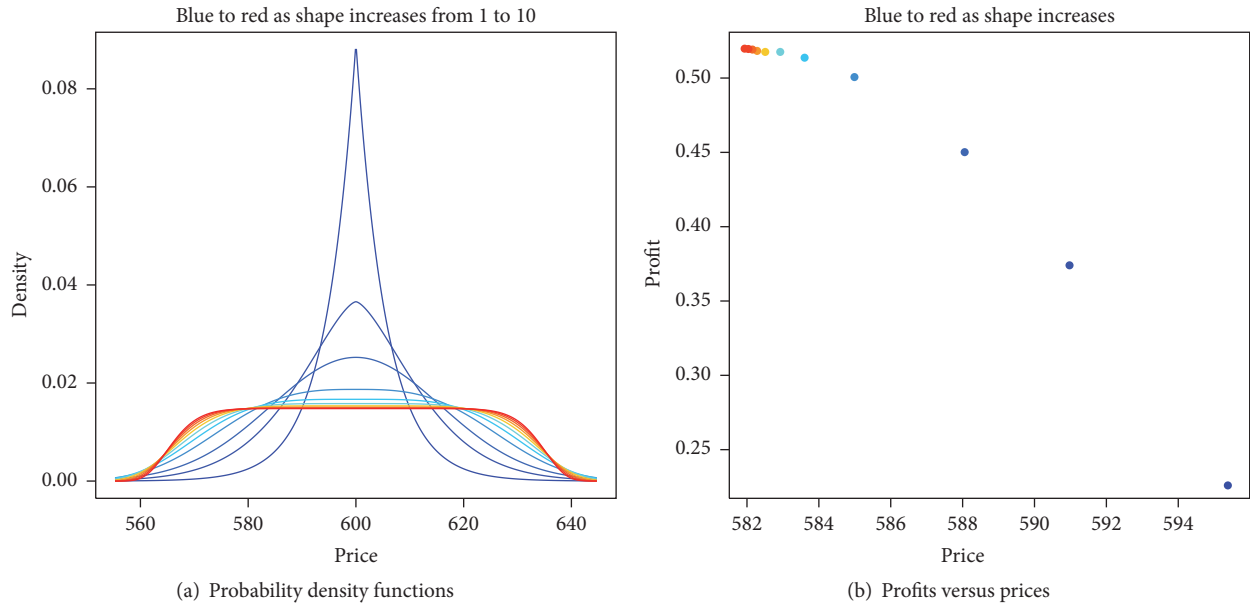 Blue to red as shape increases from 1 to 10
0.08
0.06
0.04
0.02
0.00
Density
560 580 600 620 640
Price
(a) Probability density functions
Blue to red as shape increases
0.50
0.45
0.40
0.35
0.30
0.25
Profit
582 584 586 588 590 592 594
Price
(b) Profits versus prices